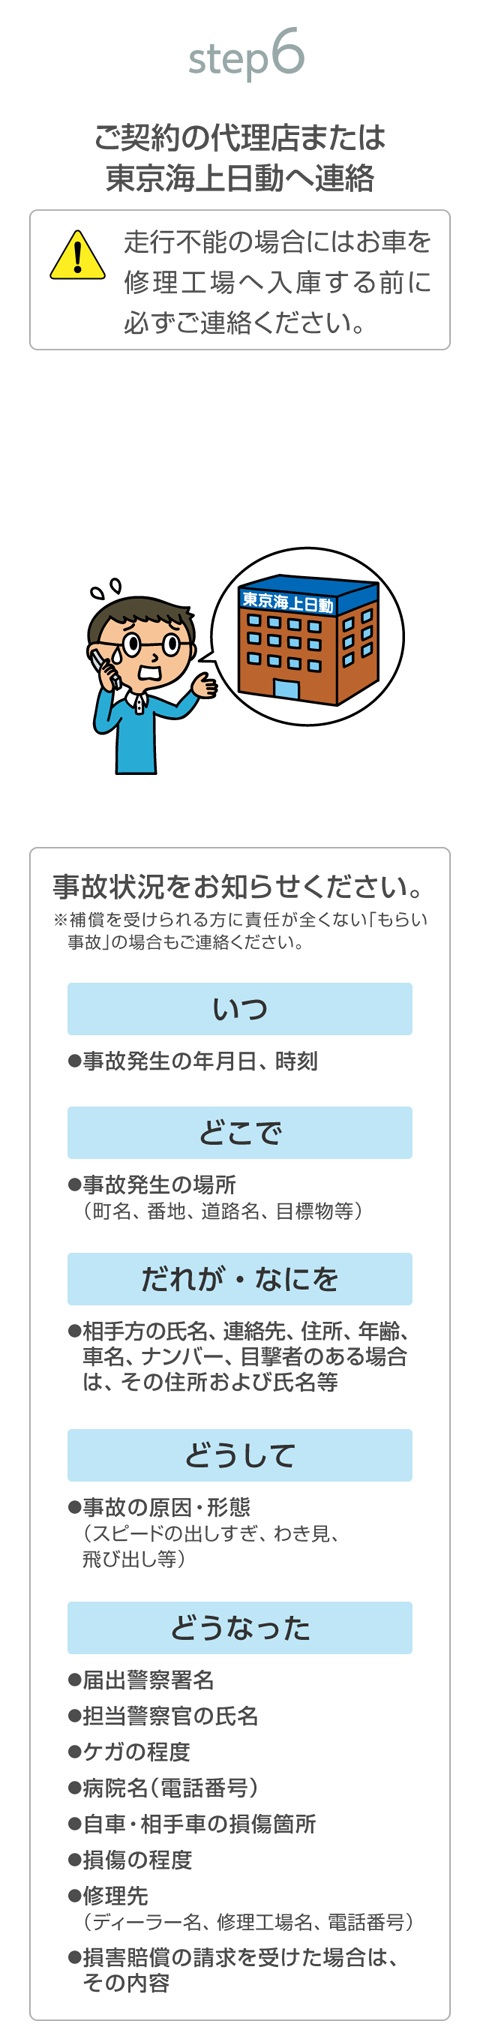 step6
ご契約の代理店または
東京海上日動へ連絡
走行不能の場合にはお車を
修理工場へ入庫する前に
必ずご連絡ください。
東京海上日動
事故状況をお知らせください。
※補償を受けられる方に責任が全くない「もらい
事故」の場合もご連絡ください。
いつ
●事故発生の年月日、時刻
どこで
●事故発生の場所
（町名、番地、道路名、目標物等）
だれが・なにを
●相手方の氏名、連絡先、住所、年齢、
車名、ナンバー、目撃者のある場合
は、その住所および氏名等
どうして
●事故の原因・形態
（スピードの出しすぎ、わき見、
飛び出し等）
どうなった
●届出警察署名
●担当警察官の氏名
●ケガの程度
●病院名（電話番号）
●自車・相手車の損傷箇所
●損傷の程度
●修理先
（ディーラー名、修理工場名、電話番号）
●損害賠償の請求を受けた場合は、
その内容